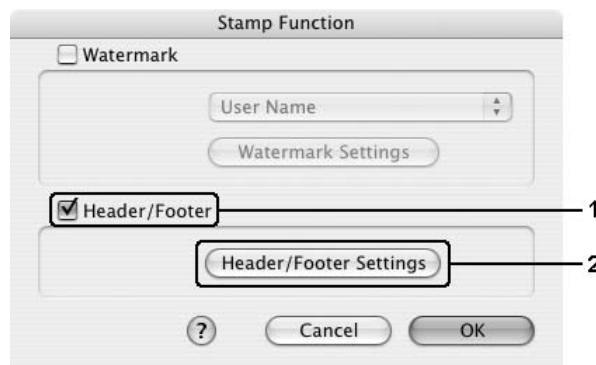 Stamp Function
Watermark
User Name
Watermark Settings
Header/Footer
1
Header/Footer Settings
2
?
Cancel
OK